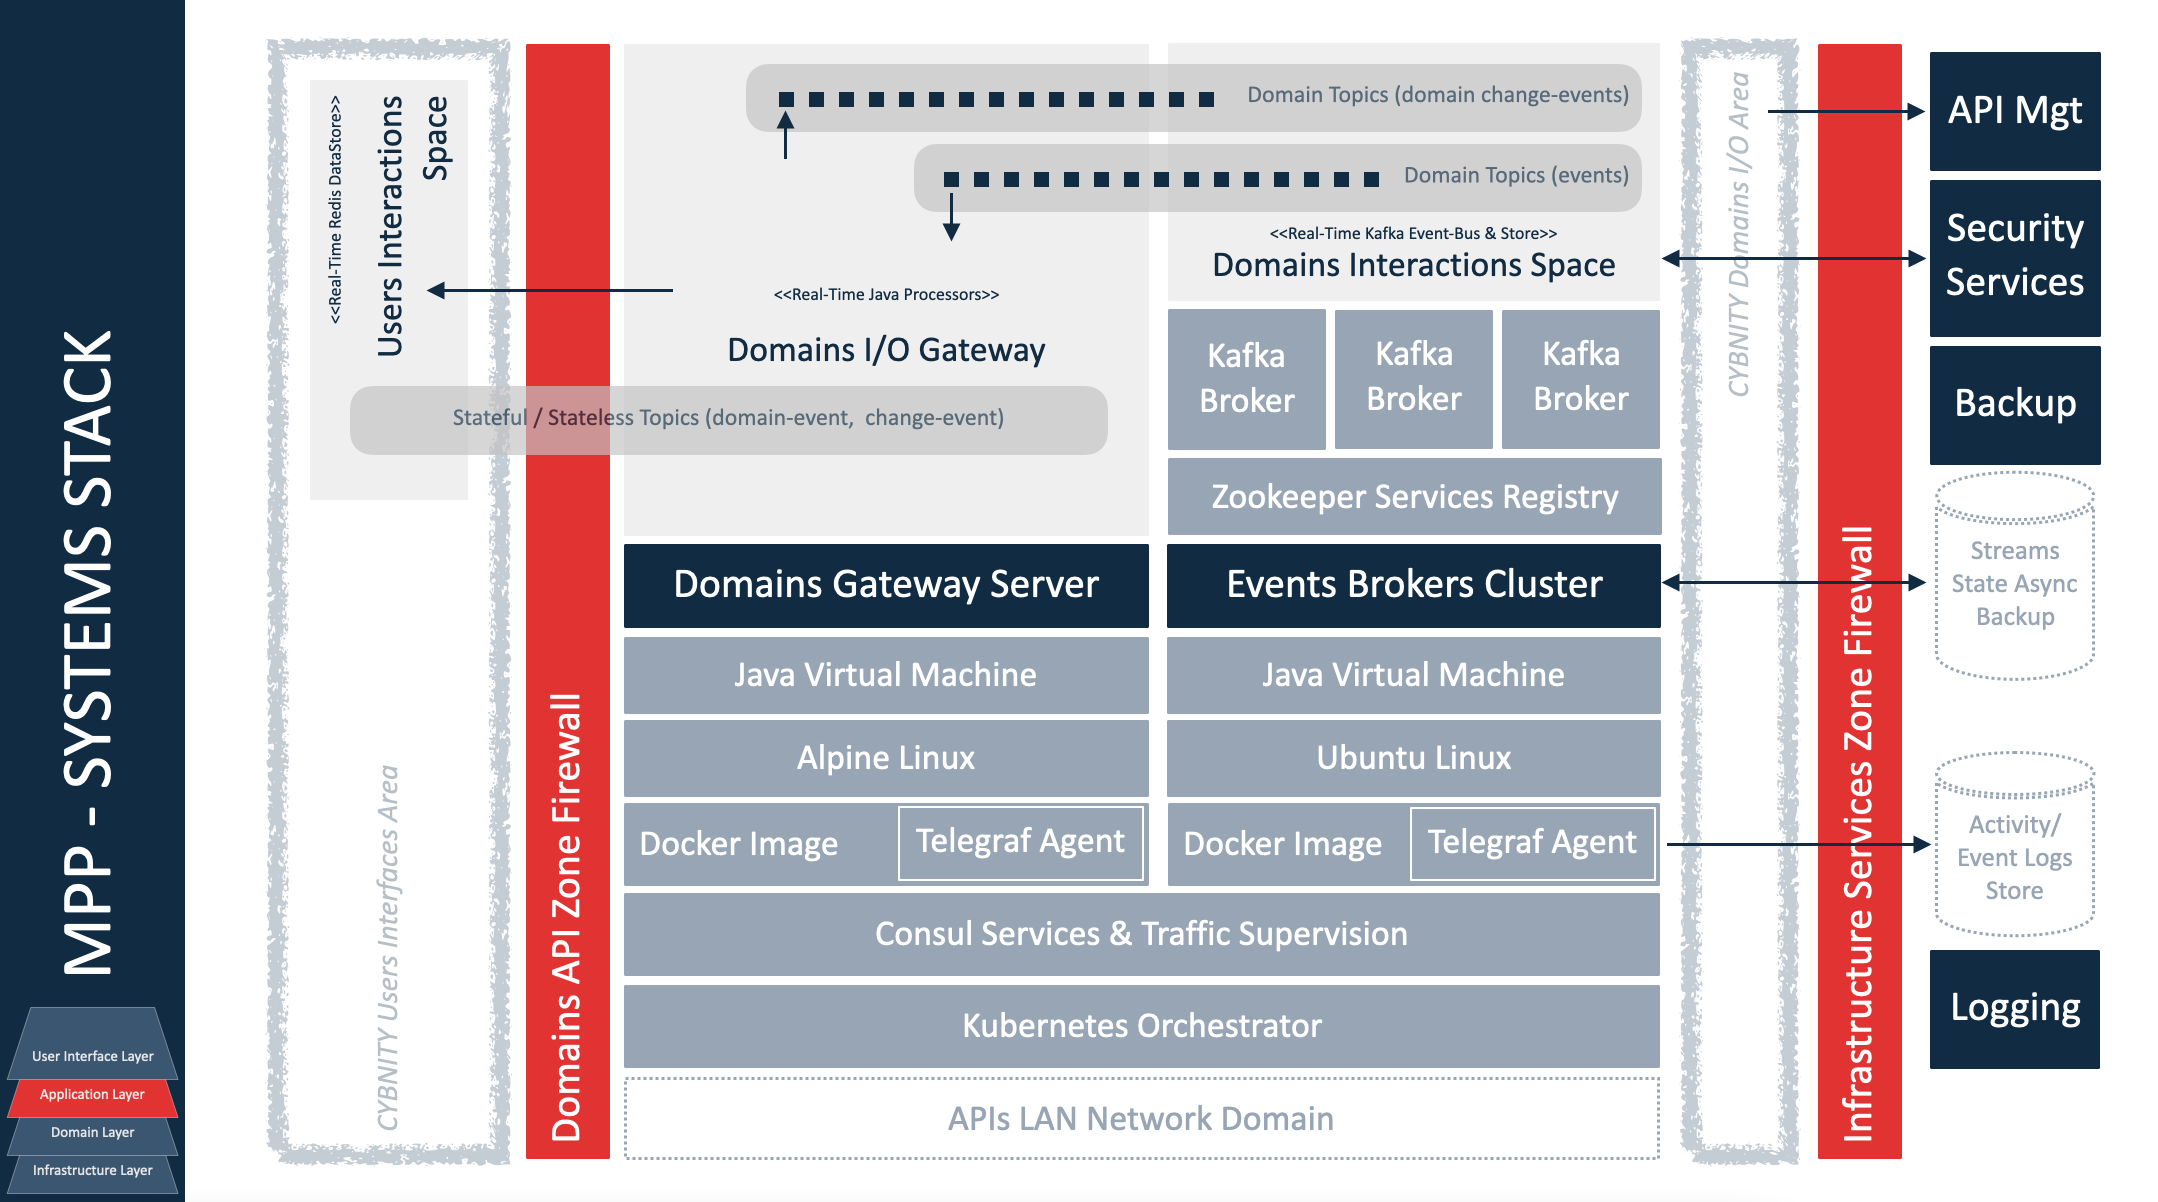 MPP - SYSTEMS STACK
User Interface Layer
Application Layer
Domain Layer
Infrastructure Layer
<<Real-Time Redis DataStore>>
Users Interactions
Space
CYBNITY Users Interfaces Area
Domains API Zone Firewall
Domain Topics (domain change-events)
Domain Topics (events)
<<Real-Time Java Processors>>
Domains I/O Gateway
Stateful / Stateless Topics (domain-event, change-event)
<<Real-Time Kafka Event-Bus & Store>>
Domains Interactions Space
Kafka
Broker
Kafka
Broker
Kafka
Broker
Zookeeper Services Registry
Domains Gateway Server
Events Brokers Cluster
Java Virtual Machine
Java Virtual Machine
Alpine Linux
Ubuntu Linux
Docker Image
Telegraf Agent
Docker Image
Telegraf Agent
Consul Services & Traffic Supervision
Kubernetes Orchestrator
APIs LAN Network Domain
CYBNITY Domains I/O Area
Infrastructure Services Zone Firewall
API Mgt
Security
Services
Backup
Streams
State Async
Backup
Activity/
Event Logs
Store
Logging